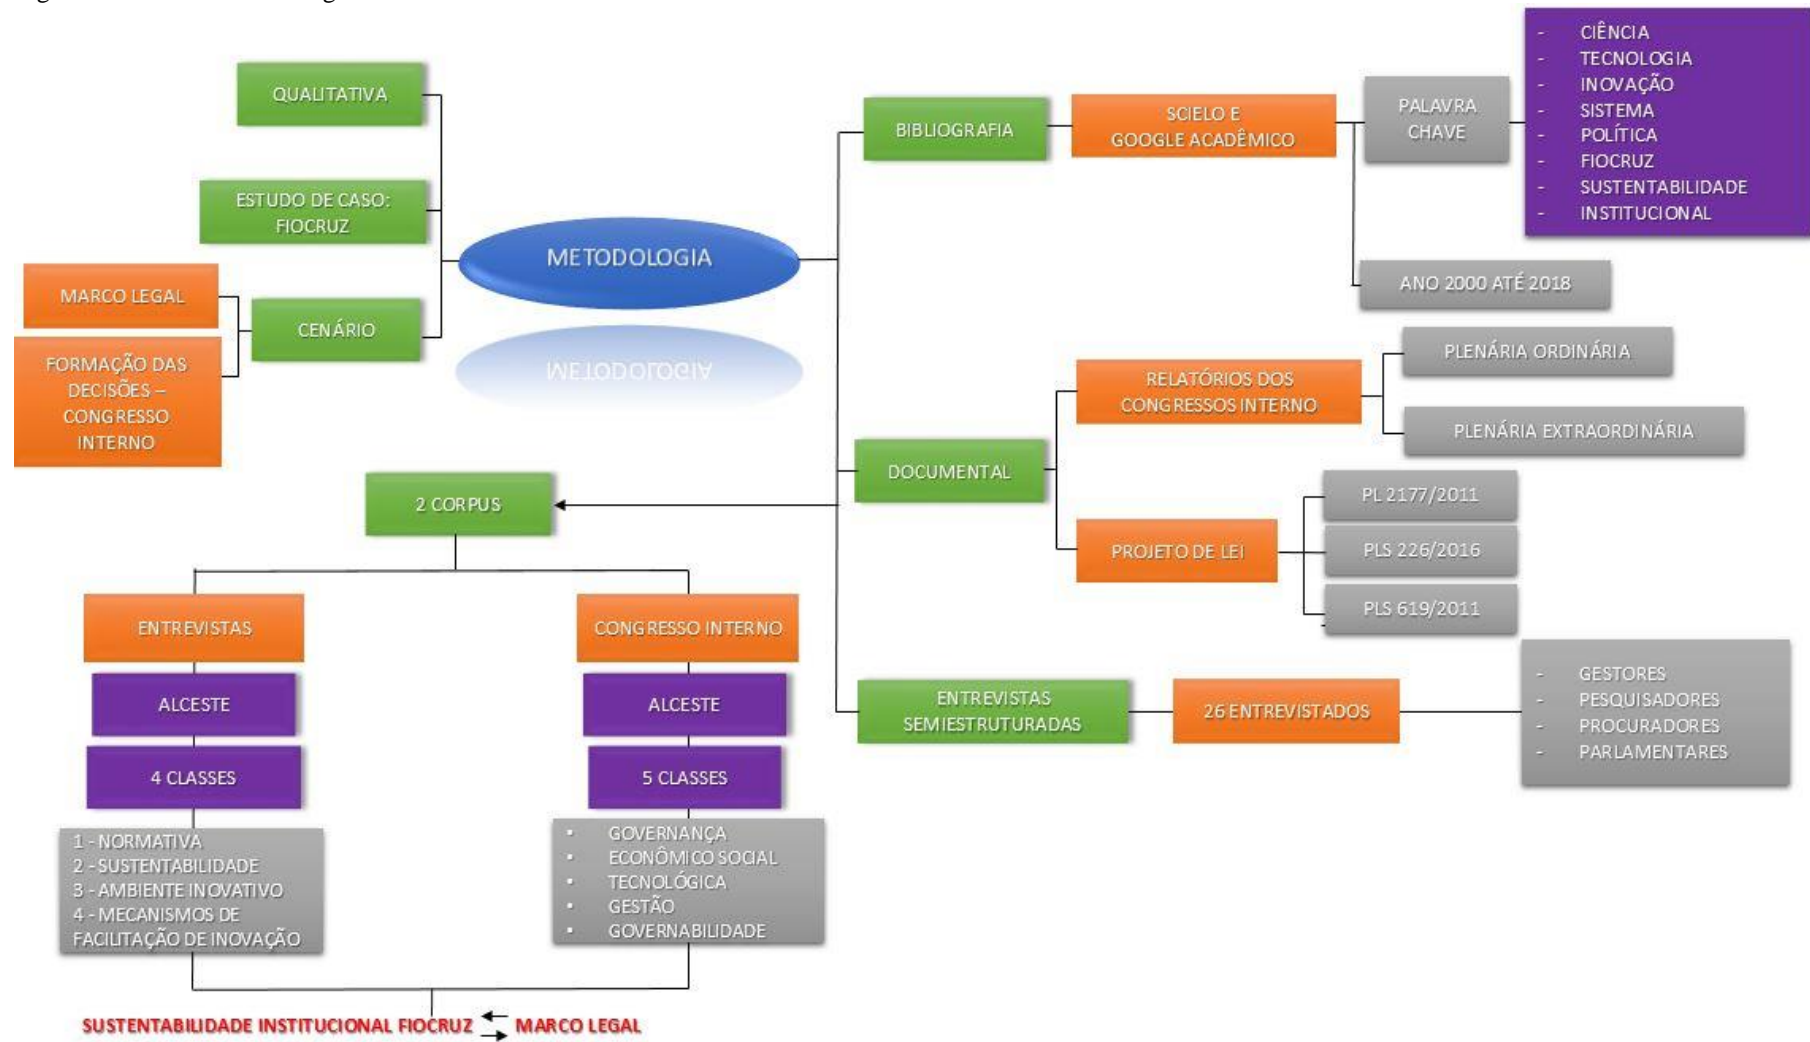 QUALITATIVA
ESTUDO DE CASO:
FIOCRUZ
MARCO LEGAL
CENÁRIO
FORMAÇÃO DAS
DECISÕES –
CONGRESSO
INTERNO
METODOLOGIA
METODOLOGIA
BIBLIOGRAFIA
SCIELO E
GOOGLE ACADÊMICO
PALAVRA
CHAVE
- CIÊNCIA
- TECNOLOGIA
- INOVAÇÃO
- SISTEMA
- POLÍTICA
- FIOCRUZ
- SUSTENTABILIDADE
- INSTITUCIONAL
ANO 2000 ATÉ 2018
DOCUMENTAL
RELATÓRIOS DOS
CONGRESSOS INTERNO
PLENÁRIA ORDINÁRIA
PLENÁRIA EXTRAORDINÁRIA
PROJETO DE LEI
PL 2177/2011
PLS 226/2016
PLS 619/2011
ENTREVISTAS
SEMIESTRUTURADAS
26 ENTREVISTADOS
- GESTORES
- PESQUISADORES
- PROCURADORES
- PARLAMENTARES
2 CORPUS
ENTREVISTAS
ALCESTE
4 CLASSES
1 - NORMATIVA
2 - SUSTENTABILIDADE
3 - AMBIENTE INOVATIVO
4 - MECANISMOS DE
FACILITAÇÃO DE INOVAÇÃO
CONGRESSO INTERNO
ALCESTE
5 CLASSES
• GOVERNANÇA
• ECONÔMICO SOCIAL
• TECNOLÓGICA
• GESTÃO
• GOVERNABILIDADE
SUSTENTABILIDADE INSTITUCIONAL FIOCRUZ MARCO LEGAL